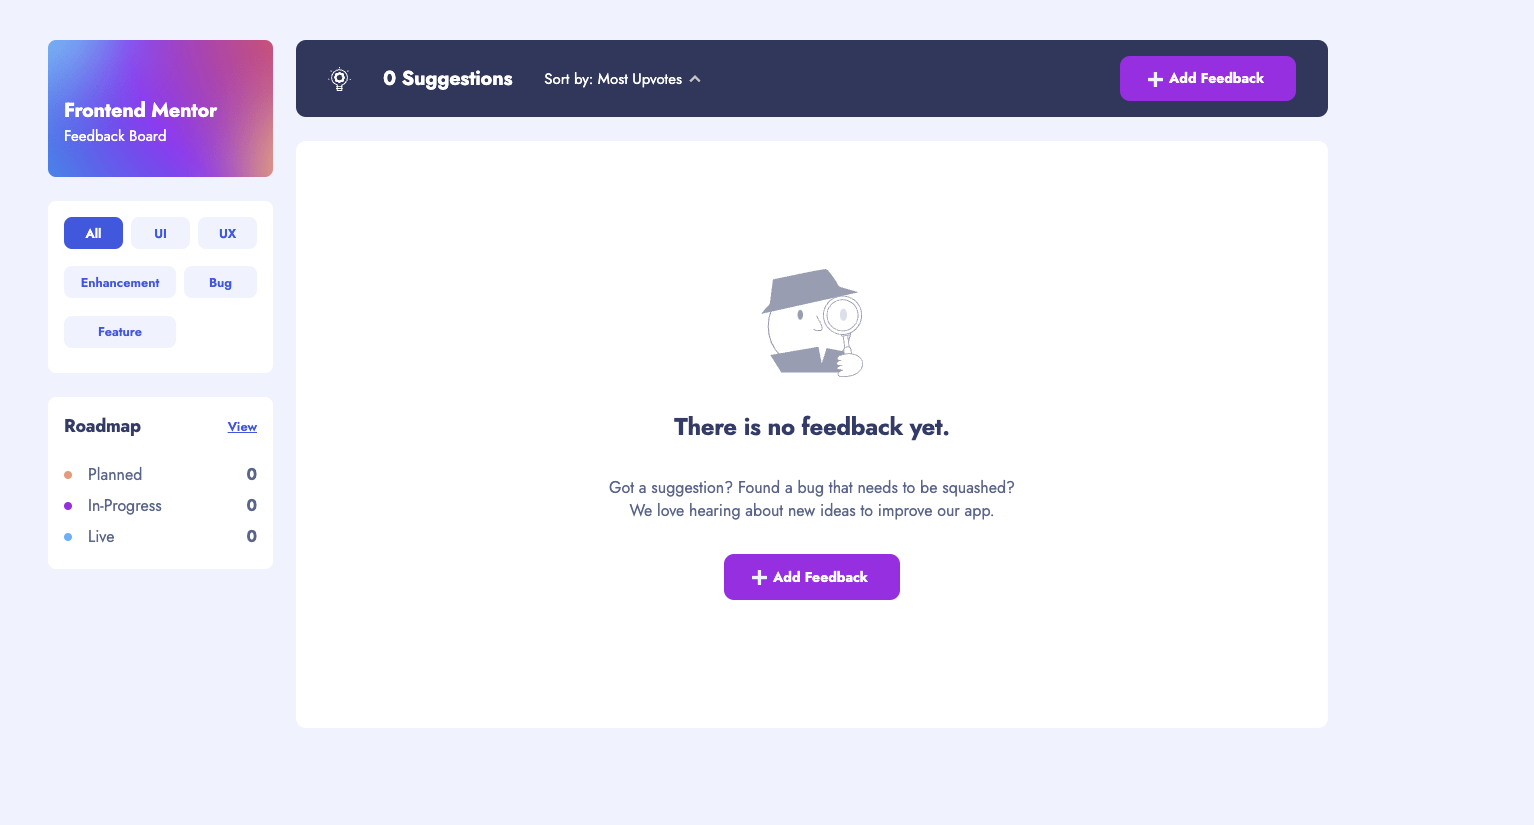 Frontend Mentor
Feedback Board
All
UI
UX
Enhancement
Bug
Feature
Roadmap
View
Planned 0
In-Progress 0
Live 0
0 Suggestions
Sort by: Most Upvotes
Add Feedback
There is no feedback yet.
Got a suggestion? Found a bug that needs to be squashed?
We love hearing about new ideas to improve our app.
Add Feedback